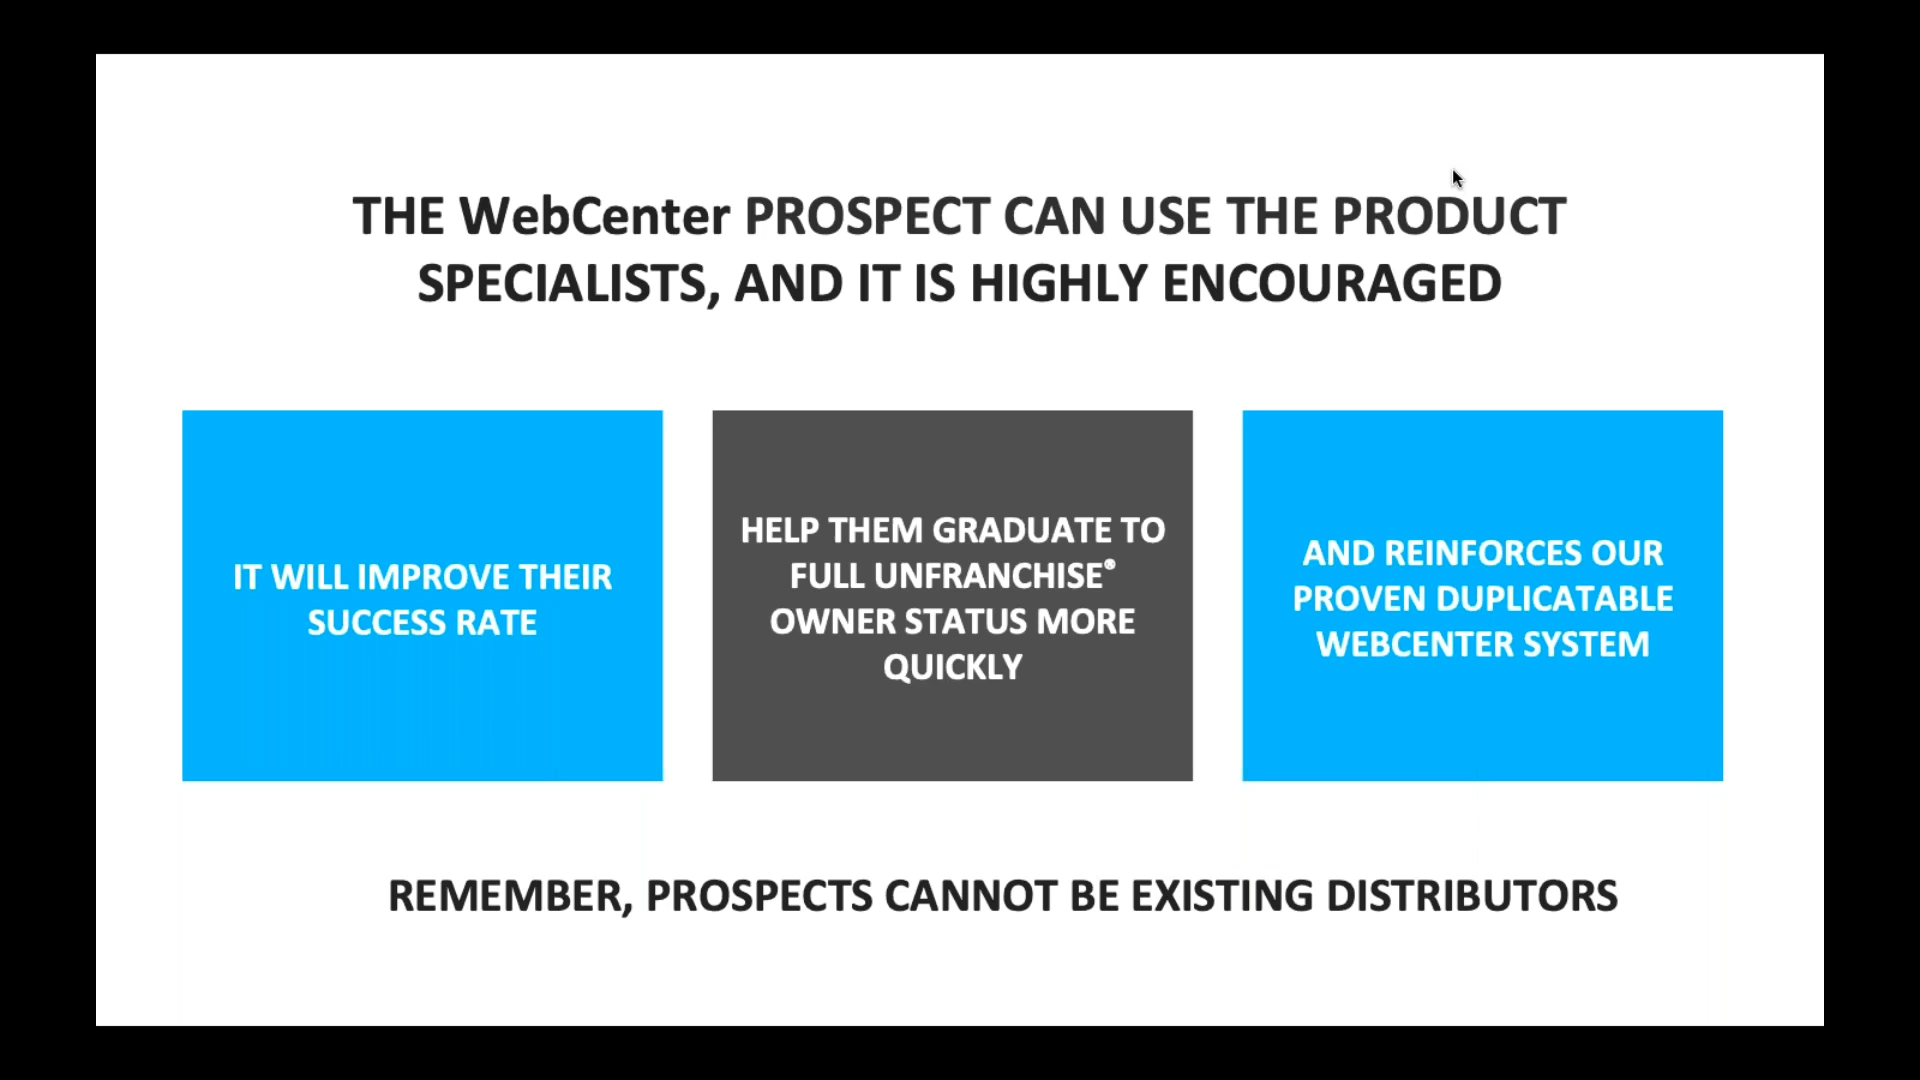 THE WebCenter PROSPECT CAN USE THE PRODUCT
SPECIALISTS, AND IT IS HIGHLY ENCOURAGED
IT WILL IMPROVE THEIR
SUCCESS RATE
HELP THEM GRADUATE TO
FULL UNFRANCHISE®
OWNER STATUS MORE
QUICKLY
AND REINFORCES OUR
PROVEN DUPLICATABLE
WEBCENTER SYSTEM
REMEMBER, PROSPECTS CANNOT BE EXISTING DISTRIBUTORS